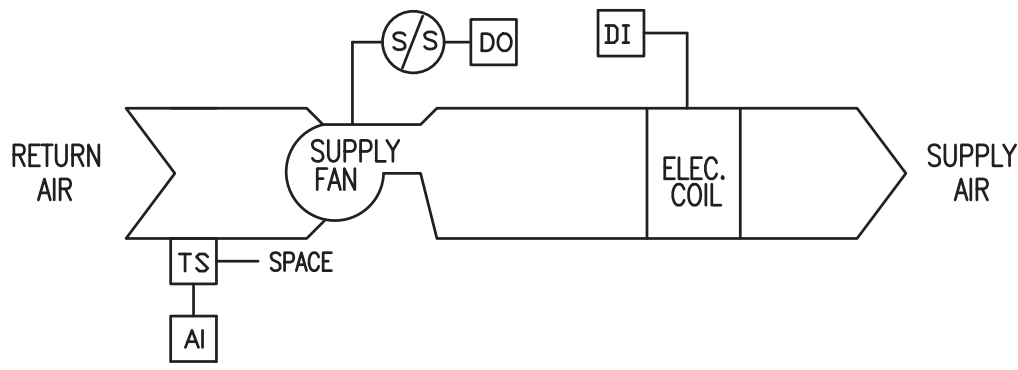 S/S
DO
DI
RETURN
AIR
SUPPLY
FAN
ELEC.
COIL
SUPPLY
AIR
TS
SPACE
AI